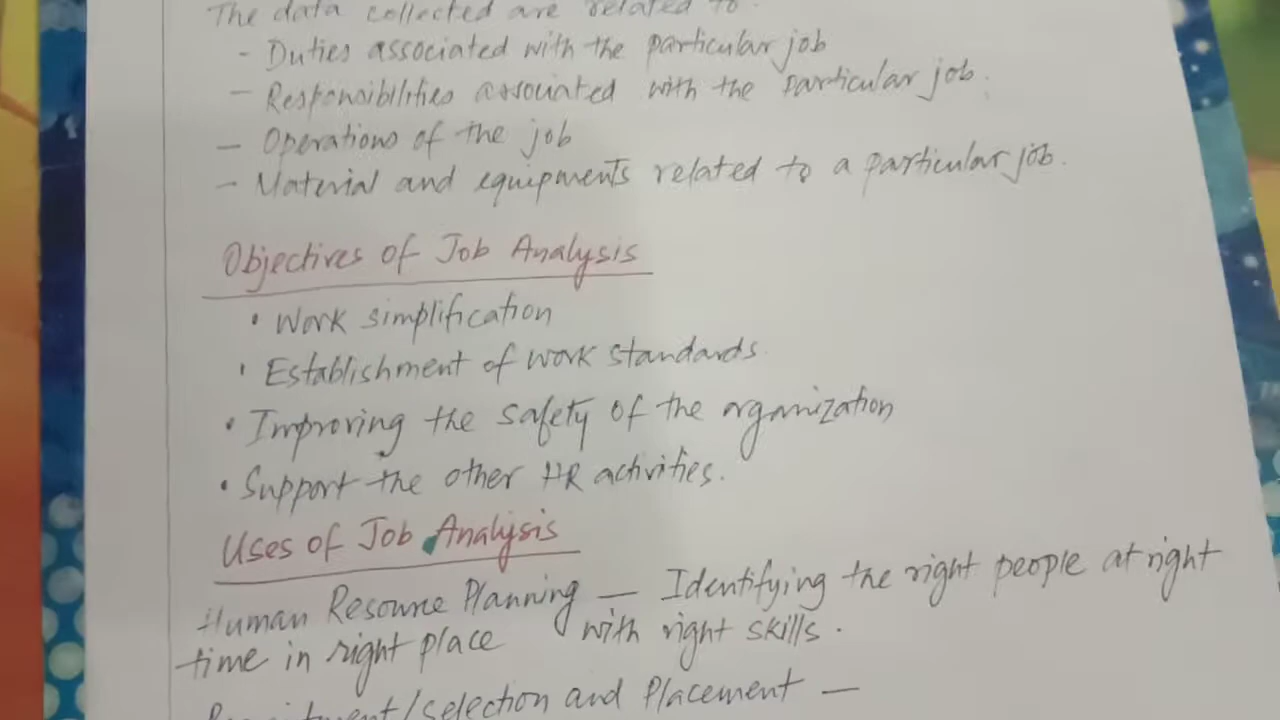 The data collected are related to
- Duties associated with the particular job
- Responsibilities associated with the particular job.
- Operations of the job
- Material and equipments related to a particular job.
Objectives of Job Analysis
• Work simplification
• Establishment of work standards.
• Improving the safety of the organization
• Support the other HR activities.
Uses of Job Analysis
Human Resource Planning — Identifying the right people at right
time in right place with right skills.
Recruitment/selection and Placement —